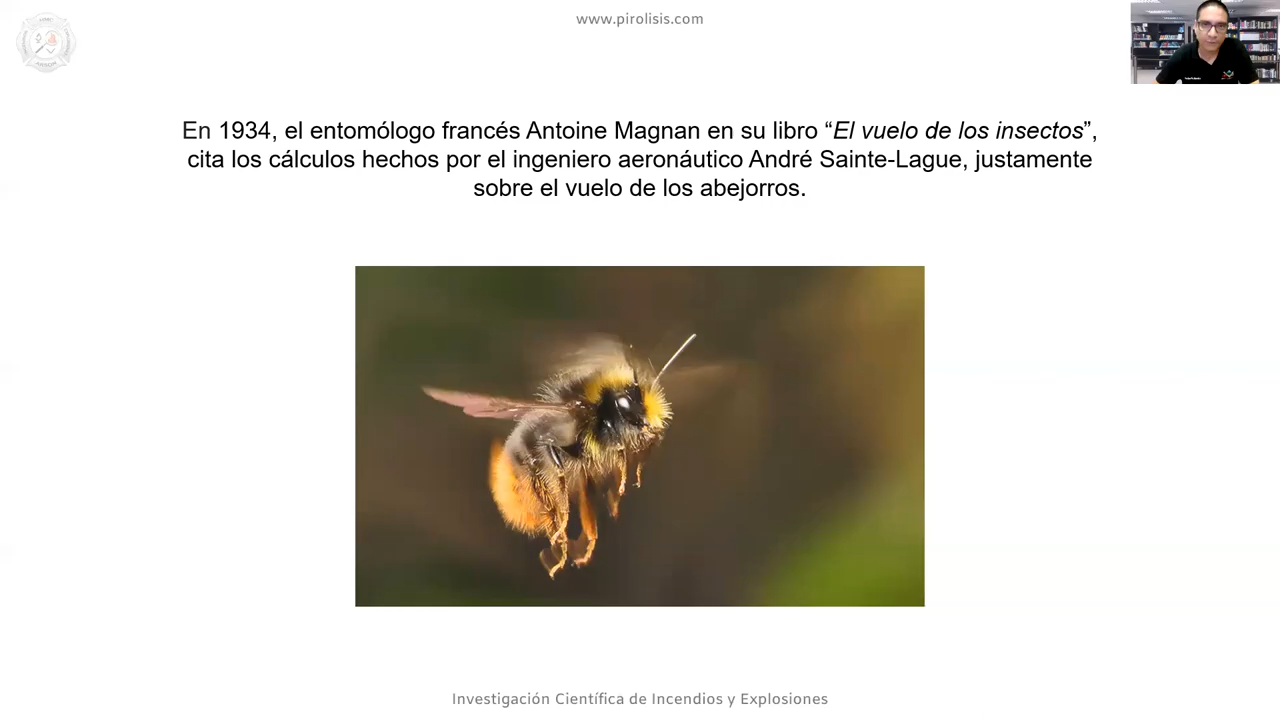 www.pirolisis.com
En 1934, el entomólogo francés Antoine Magnan en su libro “El vuelo de los insectos”,
cita los cálculos hechos por el ingeniero aeronáutico André Sainte-Lague, justamente
sobre el vuelo de los abejorros.
Investigación Científica de Incendios y Explosiones